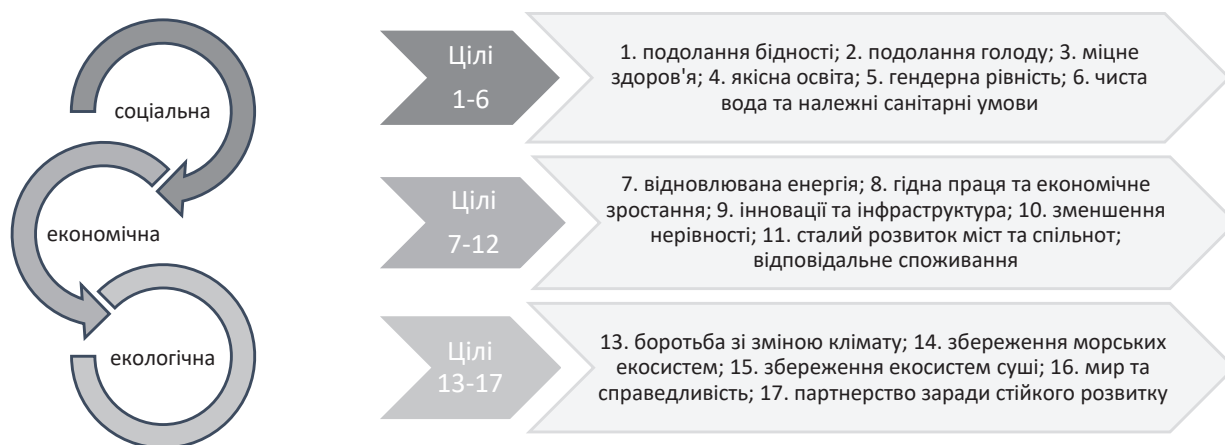 соціальна
економічна
екологічна
Цілі
1-6
1. подолання бідності; 2. подолання голоду; 3. міцне
здоров'я; 4. якісна освіта; 5. гендерна рівність; 6. чиста
вода та належні санітарні умови
Цілі
7-12
7. відновлювана енергія; 8. гідна праця та економічне
зростання; 9. інновації та інфраструктура; 10. зменшення
нерівності; 11. сталий розвиток міст та спільнот;
відповідальне споживання
Цілі
13-17
13. боротьба зі зміною клімату; 14. збереження морських
екосистем; 15. збереження екосистем суші; 16. мир та
справедливість; 17. партнерство заради стійкого розвитку